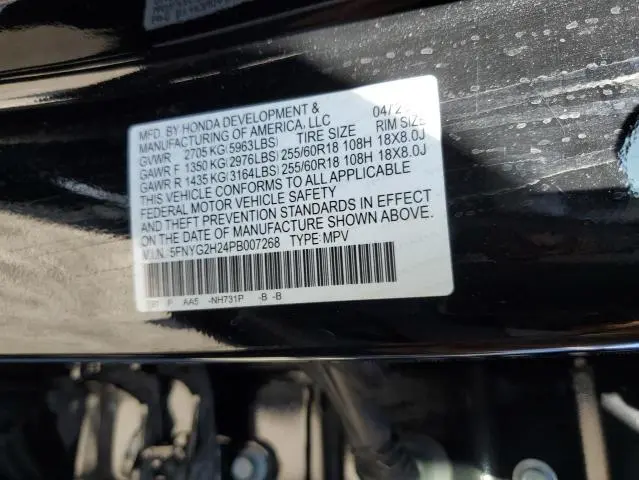 MFD. BY HONDA DEVELOPMENT & 04/2
MANUFACTURING OF AMERICA, LLC
GVWR 2705 KG(5963LBS) TIRE SIZE RIM SIZE
GAWR F 1350 KG(2976LBS) 255/60R18 108H 18X8.0J
GAWR R 1435 KG(3164LBS) 255/60R18 108H 18X8.0J
THIS VEHICLE CONFORMS TO ALL APPLICABLE
FEDERAL MOTOR VEHICLE SAFETY
AND THEFT PREVENTION STANDARDS IN EFFECT
ON THE DATE OF MANUFACTURE SHOWN ABOVE.
V.I.N. 5FNYG2H24PB007268 TYPE:MPV
P AA5 -NH731P -B -B